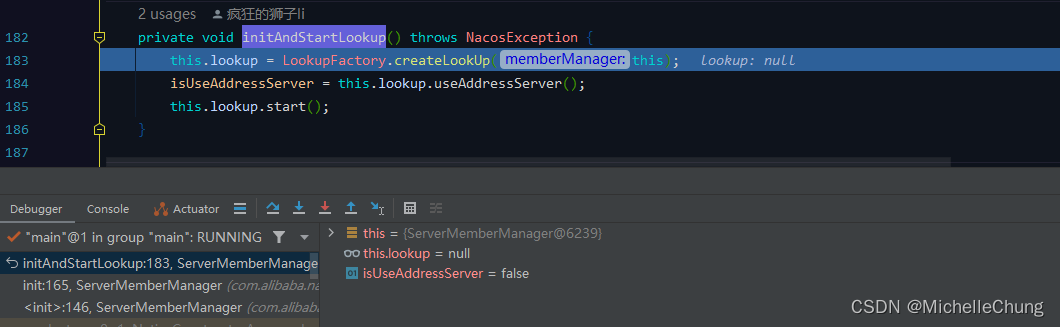 2 usages 疯狂的狮子li
182 private void initAndStartLookup() throws NacosException {
183 this.lookup = LookupFactory.createLookUp( memberManager: this); Lookup: null
184 isUseAddressServer = this.lookup.useAddressServer();
185 this.lookup.start();
186 }
187
Debugger Console Actuator
"main"@1 in group "main": RUNNING
initAndStartLookup:183, ServerMemberManage
init:165, ServerMemberManager (com.alibaba.na
<init>:146, ServerMemberManager (com.alibaba
this = {ServerMemberManager@6239}
this.lookup = null
01 isUseAddressServer = false
CSDN @MichelleChung